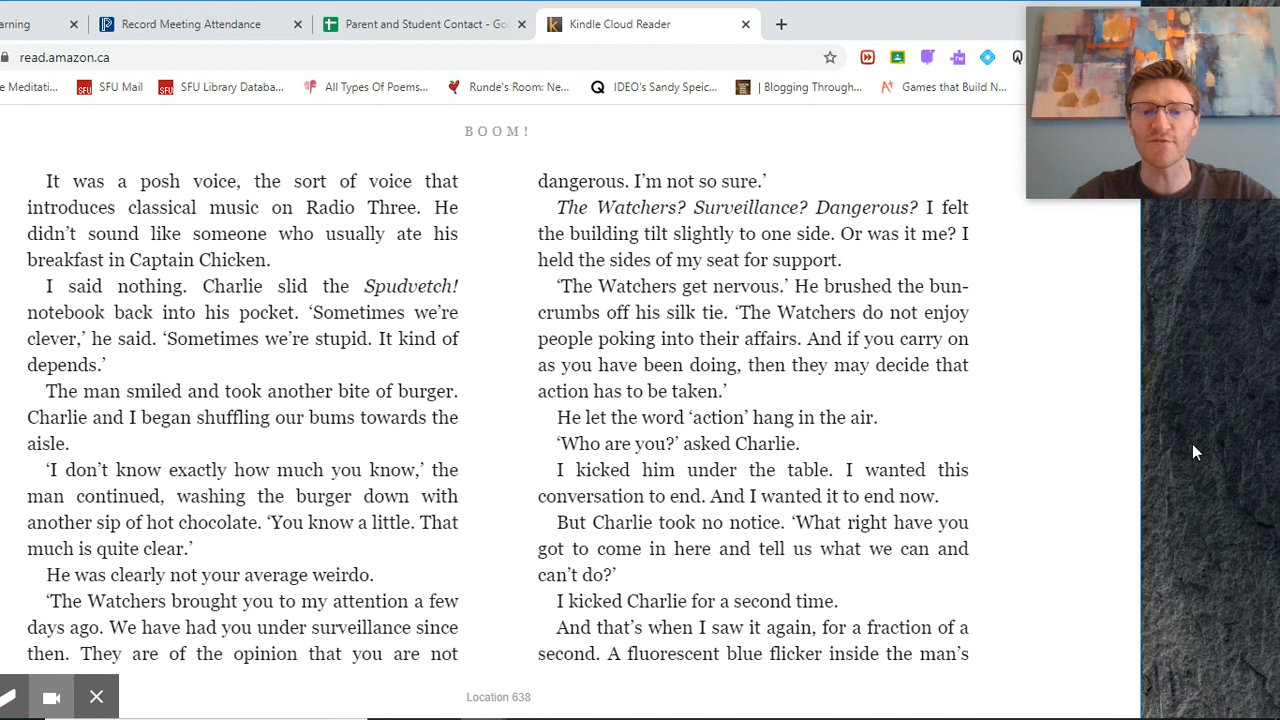 arning
Record Meeting Attendance
Parent and Student Contact - Go
Kindle Cloud Reader
read.amazon.ca
e Meditati...
SFU Mail
SFU Library Databa...
All Types Of Poems...
Runde's Room: Ne...
IDEO's Sandy Speic...
| Blogging Through...
Games that Build N...
BOOM!
It was a posh voice, the sort of voice that
introduces classical music on Radio Three. He
didn't sound like someone who usually ate his
breakfast in Captain Chicken.
I said nothing. Charlie slid the Spudvetch!
notebook back into his pocket. 'Sometimes we're
clever,' he said. 'Sometimes we're stupid. It kind of
depends.'
The man smiled and took another bite of burger.
Charlie and I began shuffling our bums towards the
aisle.
'I don't know exactly how much you know,' the
man continued, washing the burger down with
another sip of hot chocolate. 'You know a little. That
much is quite clear.'
He was clearly not your average weirdo.
'The Watchers brought you to my attention a few
days ago. We have had you under surveillance since
then. They are of the opinion that you are not
dangerous. I'm not so sure.'
The Watchers? Surveillance? Dangerous? I felt
the building tilt slightly to one side. Or was it me? I
held the sides of my seat for support.
'The Watchers get nervous.' He brushed the bun-
crumbs off his silk tie. 'The Watchers do not enjoy
people poking into their affairs. And if you carry on
as you have been doing, then they may decide that
action has to be taken.'
He let the word 'action' hang in the air.
'Who are you?' asked Charlie.
I kicked him under the table. I wanted this
conversation to end. And I wanted it to end now.
But Charlie took no notice. 'What right have you
got to come in here and tell us what we can and
can't do?'
I kicked Charlie for a second time.
And that's when I saw it again, for a fraction of a
second. A fluorescent blue flicker inside the man's
Location 638